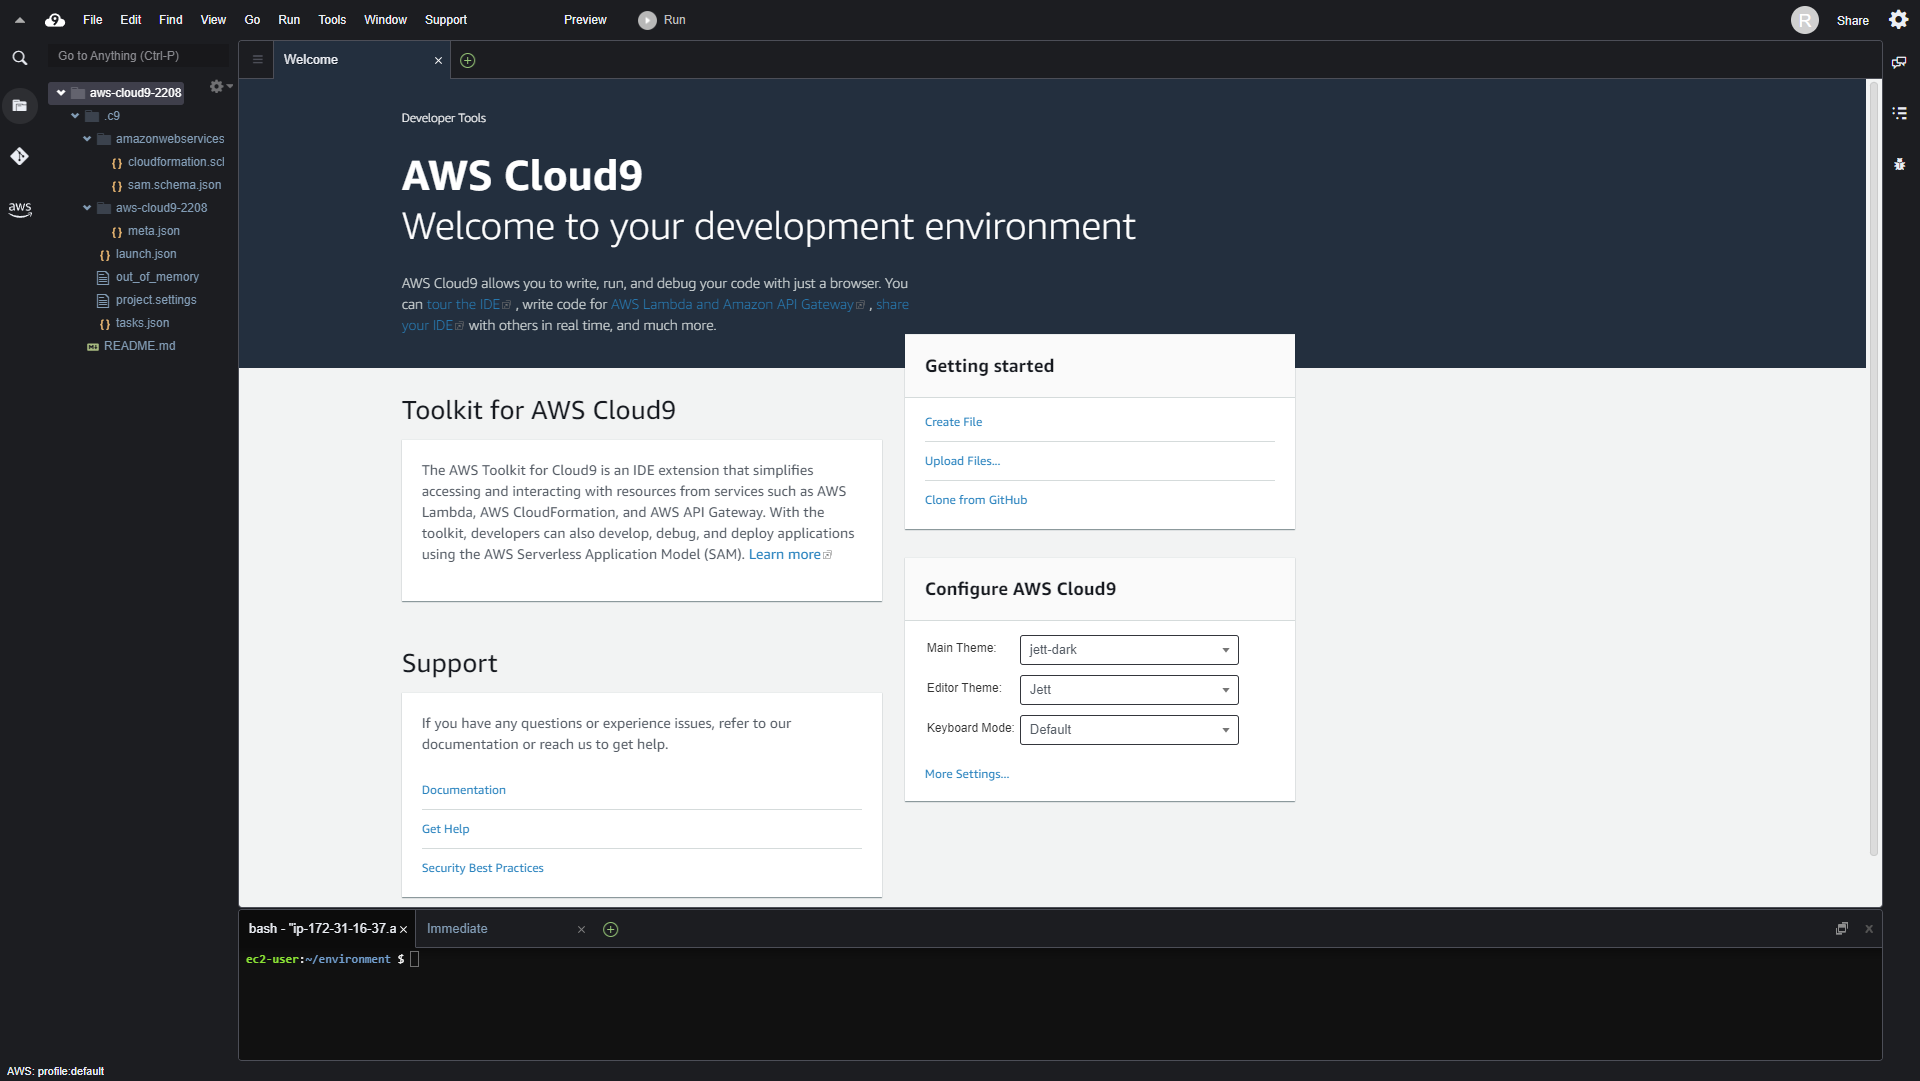 File Edit Find View Go Run Tools Window Support Preview Run R Share
Go to Anything (Ctrl-P)
aws-cloud9-2208
.c9
amazonwebservices
cloudformation.scl
sam.schema.json
aws-cloud9-2208
meta.json
launch.json
out_of_memory
project.settings
tasks.json
README.md
aws
Welcome
Developer Tools
AWS Cloud9
Welcome to your development environment
AWS Cloud9 allows you to write, run, and debug your code with just a browser. You
can tour the IDE , write code for AWS Lambda and Amazon API Gateway , share
your IDE with others in real time, and much more.
Toolkit for AWS Cloud9
The AWS Toolkit for Cloud9 is an IDE extension that simplifies
accessing and interacting with resources from services such as AWS
Lambda, AWS CloudFormation, and AWS API Gateway. With the
toolkit, developers can also develop, debug, and deploy applications
using the AWS Serverless Application Model (SAM). Learn more
Support
If you have any questions or experience issues, refer to our
documentation or reach us to get help.
Documentation
Get Help
Security Best Practices
Getting started
Create File
Upload Files...
Clone from GitHub
Configure AWS Cloud9
Main Theme: jett-dark
Editor Theme: Jett
Keyboard Mode: Default
More Settings...
bash - "ip-172-31-16-37.a Immediate
ec2-user:~/environment $
AWS: profile:default